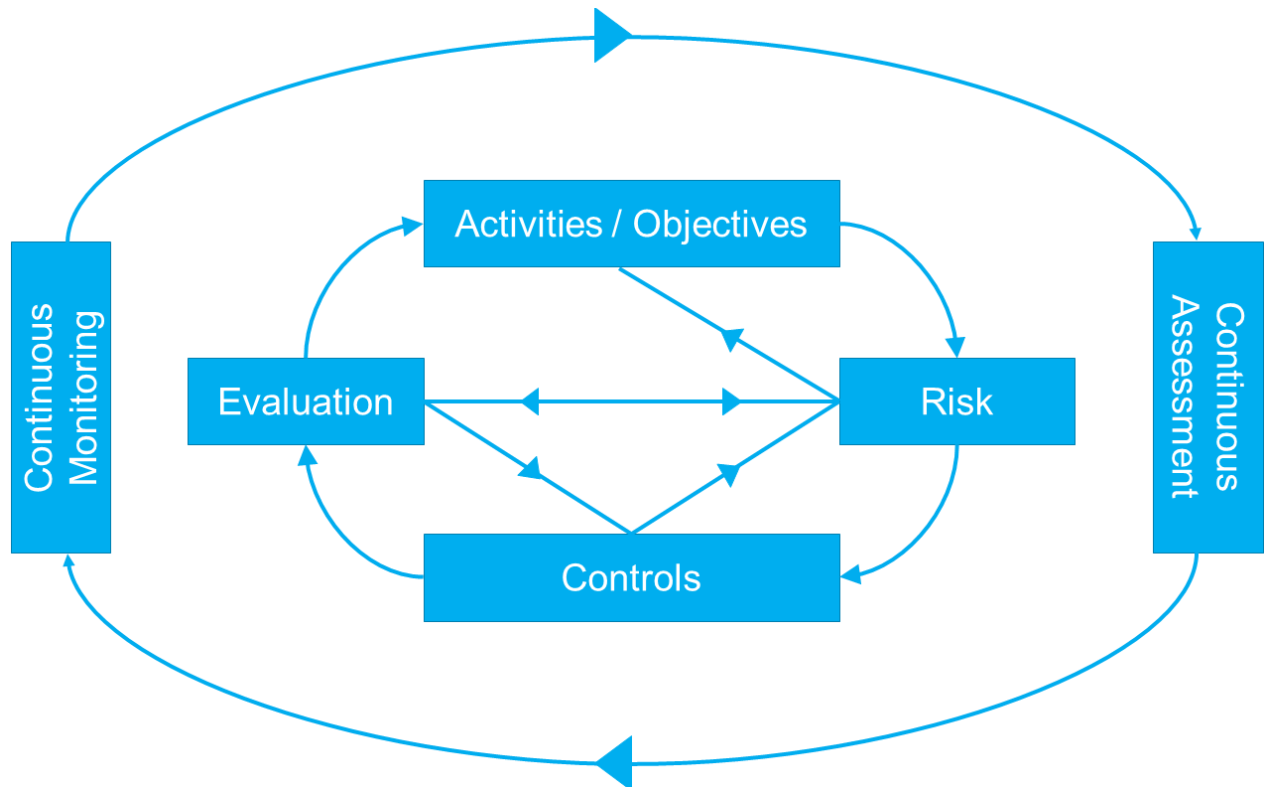 Activities / Objectives
Continuous
Monitoring
Evaluation
Risk
Continuous
Assessment
Controls